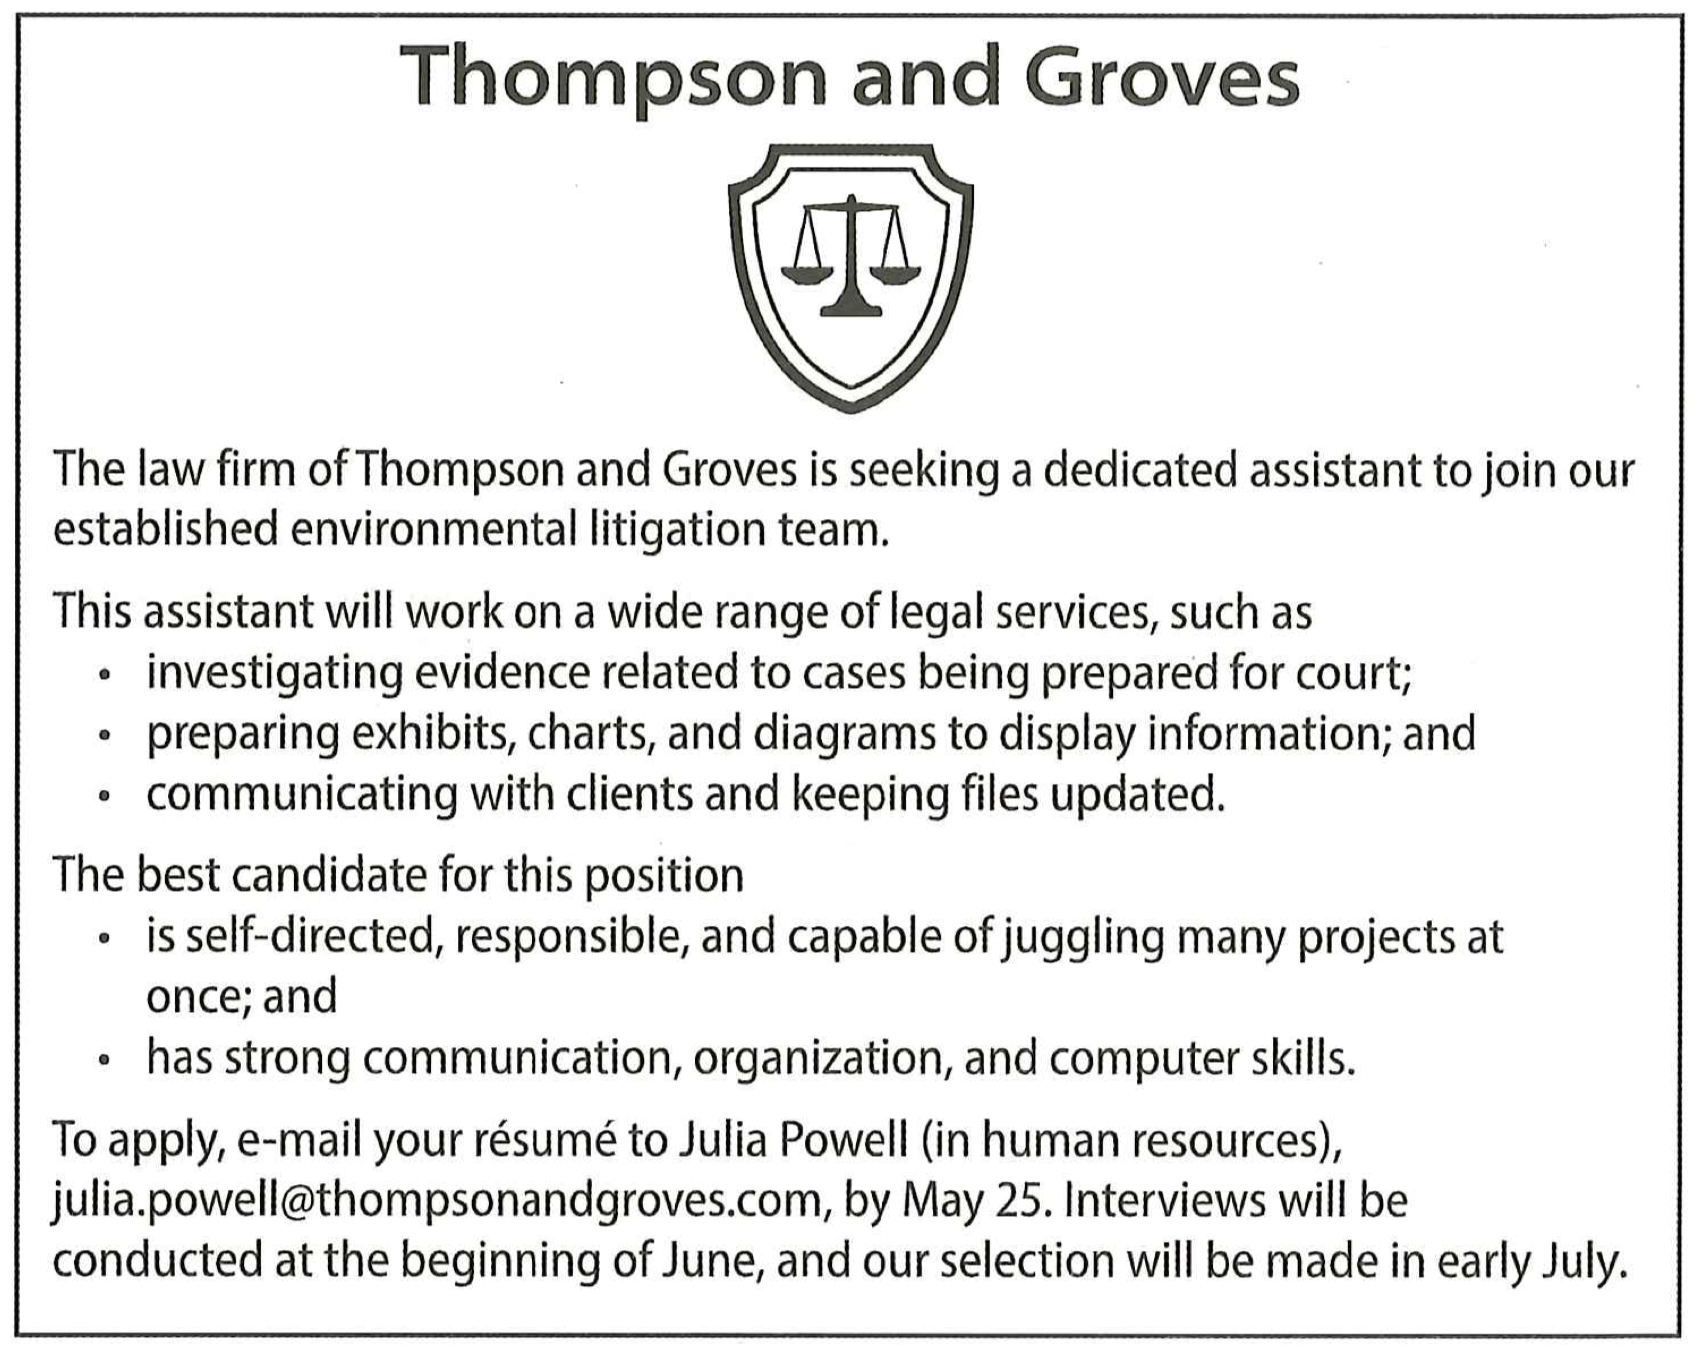 Thompson and Groves
The law firm of Thompson and Groves is seeking a dedicated assistant to join our
established environmental litigation team.
This assistant will work on a wide range of legal services, such as
• investigating evidence related to cases being prepared for court;
• preparing exhibits, charts, and diagrams to display information; and
• communicating with clients and keeping files updated.
The best candidate for this position
• is self-directed, responsible, and capable of juggling many projects at
once; and
• has strong communication, organization, and computer skills.
To apply, e-mail your résumé to Julia Powell (in human resources),
julia.powell@thompsonandgroves.com, by May 25. Interviews will be
conducted at the beginning of June, and our selection will be made in early July.